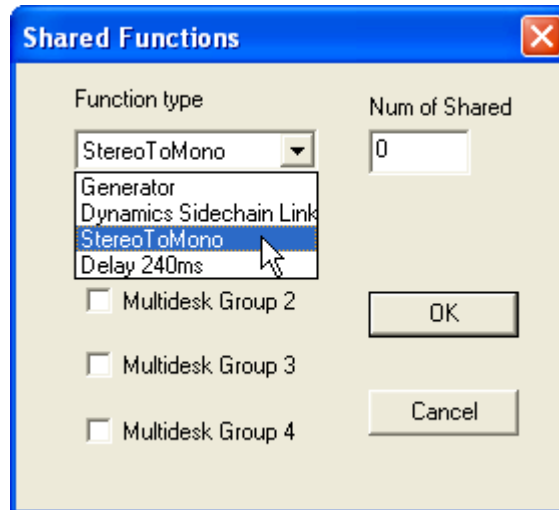 Shared Functions
Function type
Num of Shared
StereoToMono
0
Generator
Dynamics Sidechain Link
StereoToMono
Delay 240ms
Multidesk Group 2
OK
Multidesk Group 3
Multidesk Group 4
Cancel